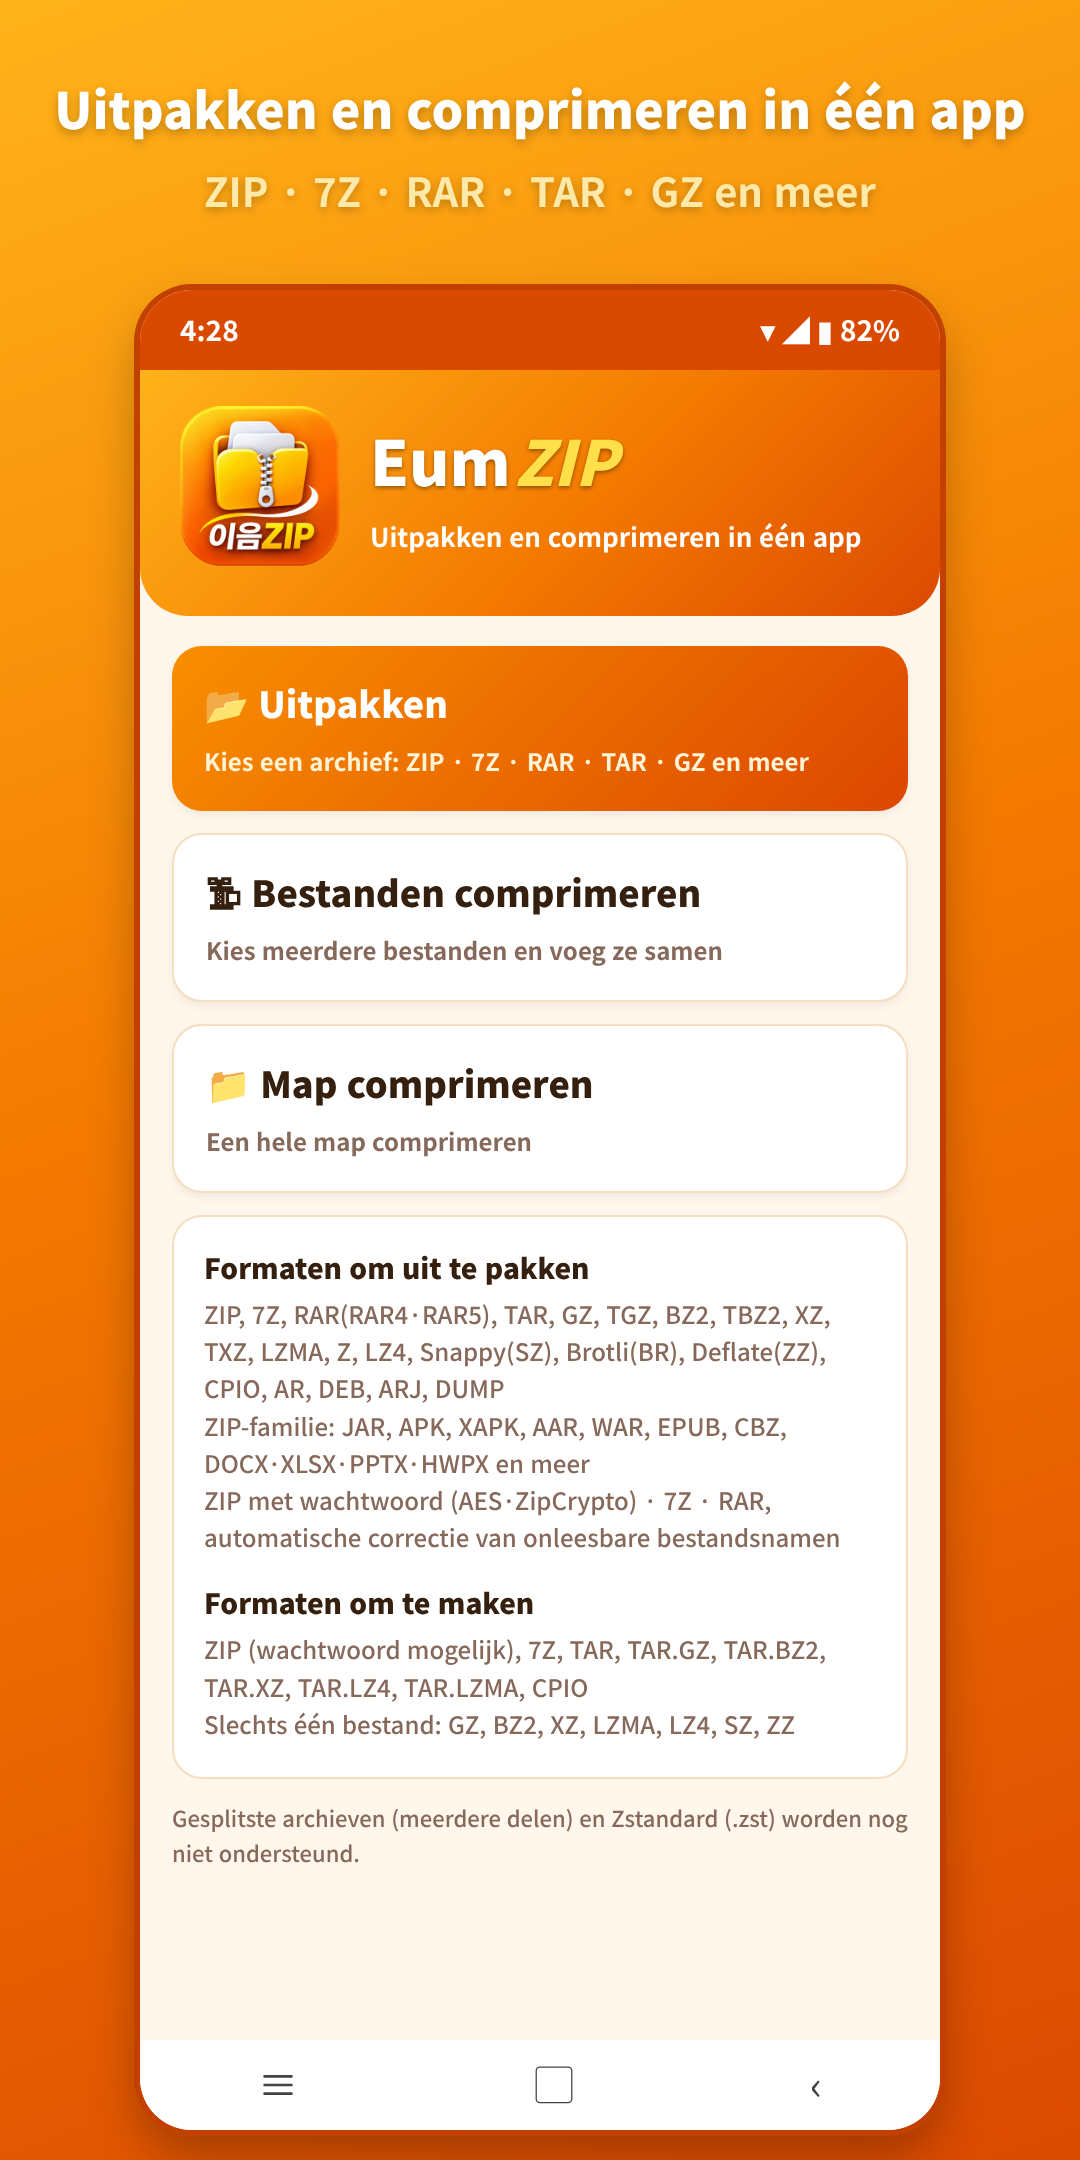 Uitpakken en comprimeren in één app
ZIP · 7Z · RAR · TAR · GZ en meer
4:28
82%
이음ZIP
Eum ZIP
Uitpakken en comprimeren in één app
Uitpakken
Kies een archief: ZIP · 7Z · RAR · TAR · GZ en meer
Bestanden comprimeren
Kies meerdere bestanden en voeg ze samen
Map comprimeren
Een hele map comprimeren
Formaten om uit te pakken
ZIP, 7Z, RAR(RAR4·RAR5), TAR, GZ, TGZ, BZ2, TBZ2, XZ,
TXZ, LZMA, Z, LZ4, Snappy(SZ), Brotli(BR), Deflate(ZZ),
CPIO, AR, DEB, ARJ, DUMP
ZIP-familie: JAR, APK, XAPK, AAR, WAR, EPUB, CBZ,
DOCX·XLSX·PPTX·HWPX en meer
ZIP met wachtwoord (AES·ZipCrypto) · 7Z · RAR,
automatische correctie van onleesbare bestandsnamen
Formaten om te maken
ZIP (wachtwoord mogelijk), 7Z, TAR, TAR.GZ, TAR.BZ2,
TAR.XZ, TAR.LZ4, TAR.LZMA, CPIO
Slechts één bestand: GZ, BZ2, XZ, LZMA, LZ4, SZ, ZZ
Gesplitste archieven (meerdere delen) en Zstandard (.zst) worden nog
niet ondersteund.